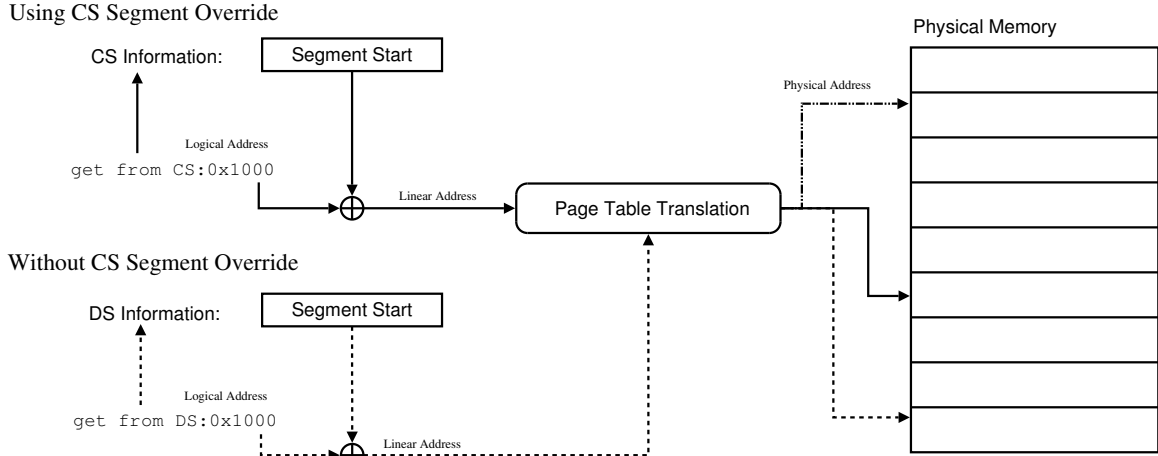 Using CS Segment Override
Physical Memory
CS Information:
Segment Start
Physical Address
Logical Address
get from CS:0x1000
Linear Address
Page Table Translation
Without CS Segment Override
DS Information:
Segment Start
Logical Address
get from DS:0x1000
Linear Address